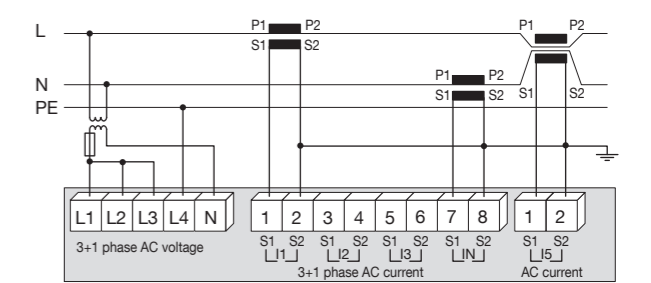 L P1 P2 P1 P2
S1 S2
N P1 P2
S1 S2 S1 S2
PE
L1 L2 L3 L4 N 1 2 3 4 5 6 7 8 1 2
S1 S2 S1 S2 S1 S2 S1 S2 S1 S2
3+1 phase AC voltage I1 I2 I3 IN I5
3+1 phase AC current AC current